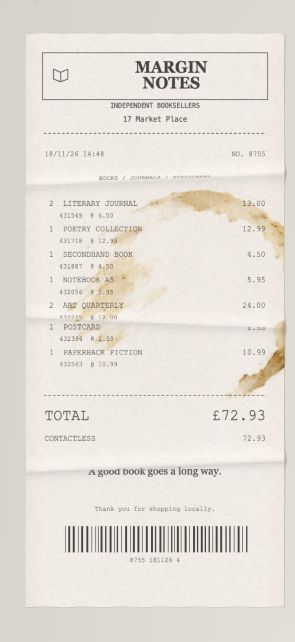 MARGIN
NOTES
INDEPENDENT BOOKSELLERS
17 Market Place
18/11/26 14:48 NO. 8755
BOOKS / JOURNALS / STATIONERY
2 LITERARY JOURNAL 13.00
431549 @ 6.50
1 POETRY COLLECTION 12.99
431718 @ 12.99
1 SECONDHAND BOOK 4.50
431887 @ 4.50
1 NOTEBOOK A5 5.95
432056 @ 5.95
2 ART QUARTERLY 24.00
432225 @ 12.00
1 POSTCARD
432394 @ 1.50
1 PAPERBACK FICTION 10.99
432563 @ 10.99
TOTAL £72.93
CONTACTLESS 72.93
A good book goes a long way.
Thank you for shopping locally.
8755 181126 4